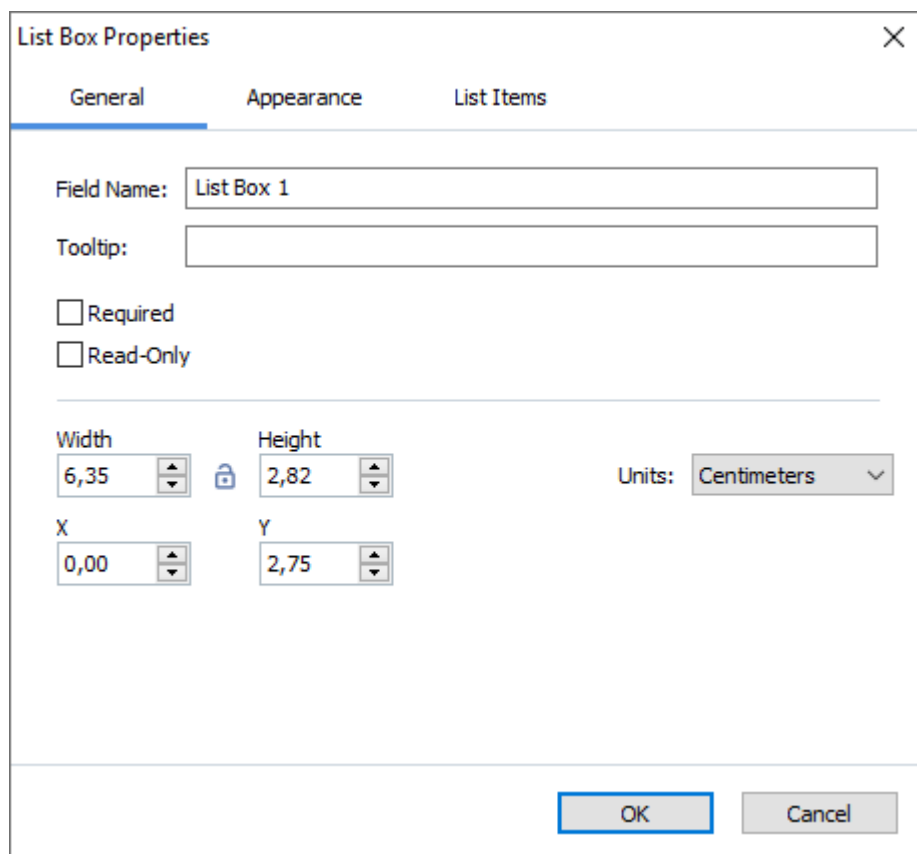 List Box Properties
General Appearance List Items
Field Name: List Box 1
Tooltip:
Required
Read-Only
Width Height
6,35 2,82 Units: Centimeters
X Y
0,00 2,75
OK Cancel